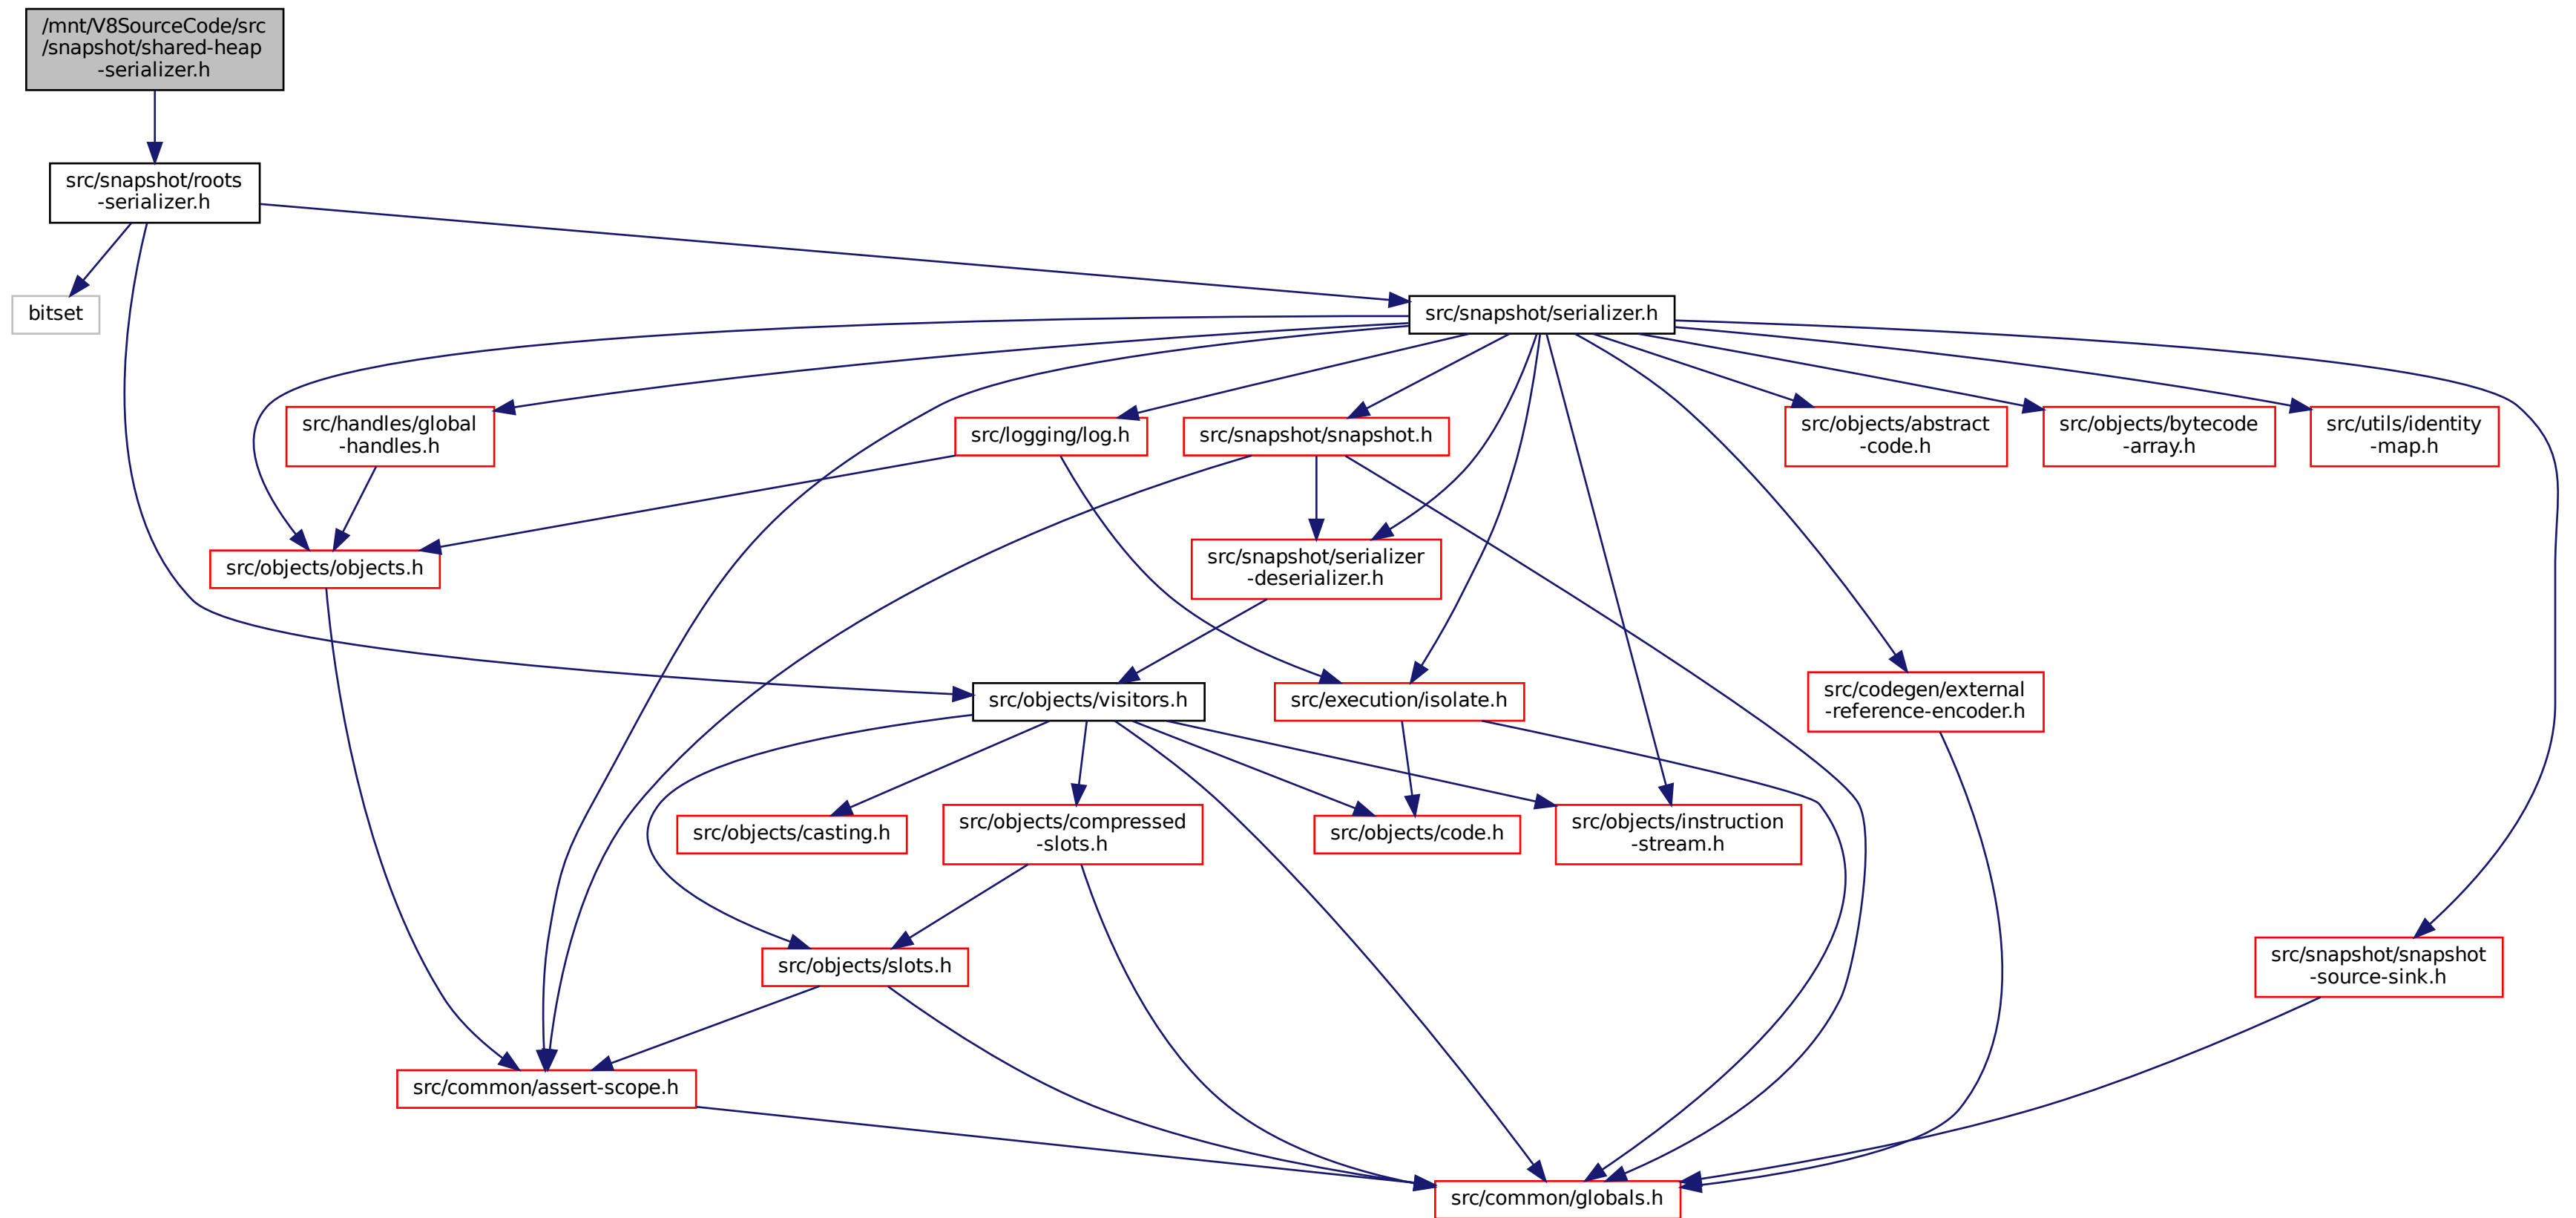 /mnt/V8SourceCode/src
/snapshot/shared-heap
-serializer.h
src/snapshot/roots
-serializer.h
bitset
src/snapshot/serializer.h
src/handles/global
-handles.h
src/logging/log.h
src/snapshot/snapshot.h
src/objects/abstract
-code.h
src/objects/bytecode
-array.h
src/utils/identity
-map.h
src/objects/objects.h
src/snapshot/serializer
-deserializer.h
src/objects/visitors.h
src/execution/isolate.h
src/codegen/external
-reference-encoder.h
src/objects/casting.h
src/objects/compressed
-slots.h
src/objects/code.h
src/objects/instruction
-stream.h
src/objects/slots.h
src/snapshot/snapshot
-source-sink.h
src/common/assert-scope.h
src/common/globals.h